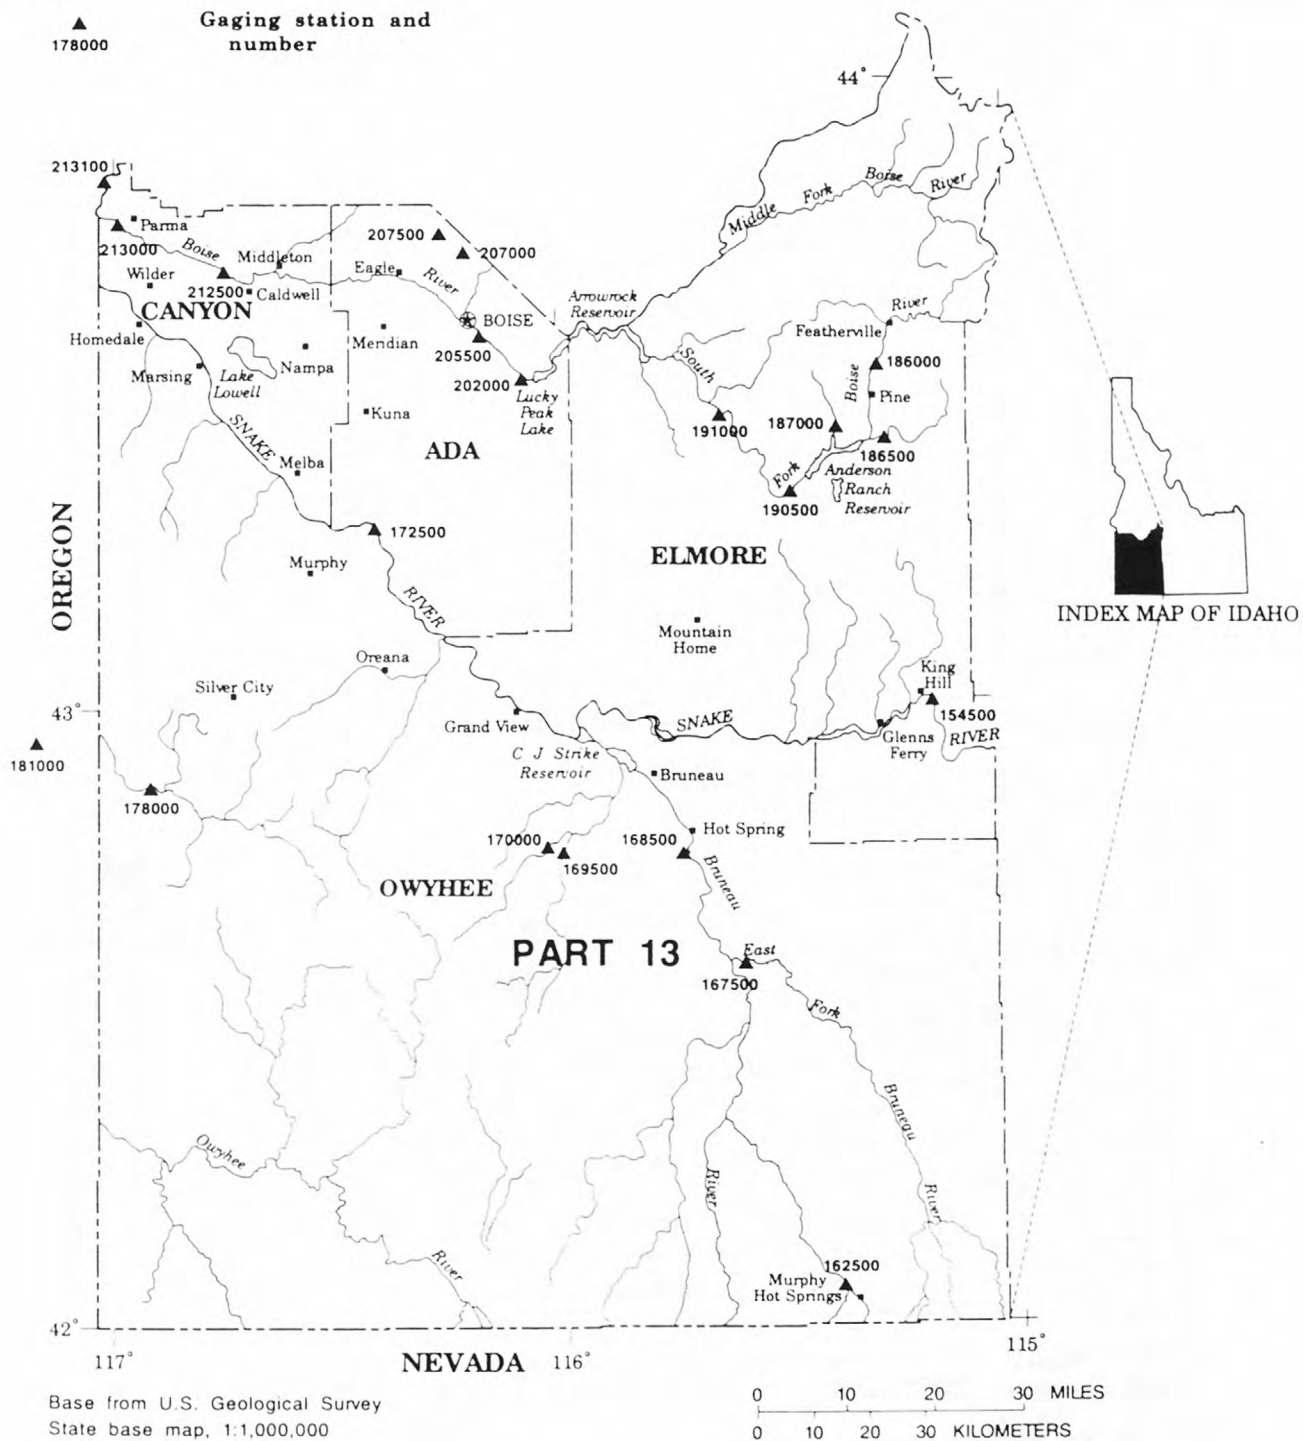 Gaging station and
number
178000
44°
213100
Parma
213000
Boise
Middleton
Wilder
212500
Caldwell
CANYON
Homedale
Marsing
Lake
Lowell
Nampa
SNAKE
Melba
207500
207000
Eagle
River
BOISE
Meridian
205500
202000
Lucky
Peak
Lake
Kuna
ADA
Arrowrock
Reservoir
Middle Fork Boise River
River
Featherville
South
186000
Boise
Pine
191000
187000
186500
Fork
Anderson
Ranch
Reservoir
190500
OREGON
172500
Murphy
RIVER
ELMORE
Mountain
Home
INDEX MAP OF IDAHO
Oreana
Silver City
King
Hill
154500
43°
Grand View
SNAKE
Glenns
Ferry
RIVER
181000
C J Strike
Reservoir
Bruneau
178000
Hot Spring
170000
169500
168500
Bruneau
OWYHEE
PART 13
East
167500
Fork
Bruneau
River
Owyhee
River
River
162500
Murphy
Hot Springs
42°
117°
NEVADA
116°
115°
Base from U.S. Geological Survey
State base map, 1:1,000,000
0 10 20 30 MILES
0 10 20 30 KILOMETERS